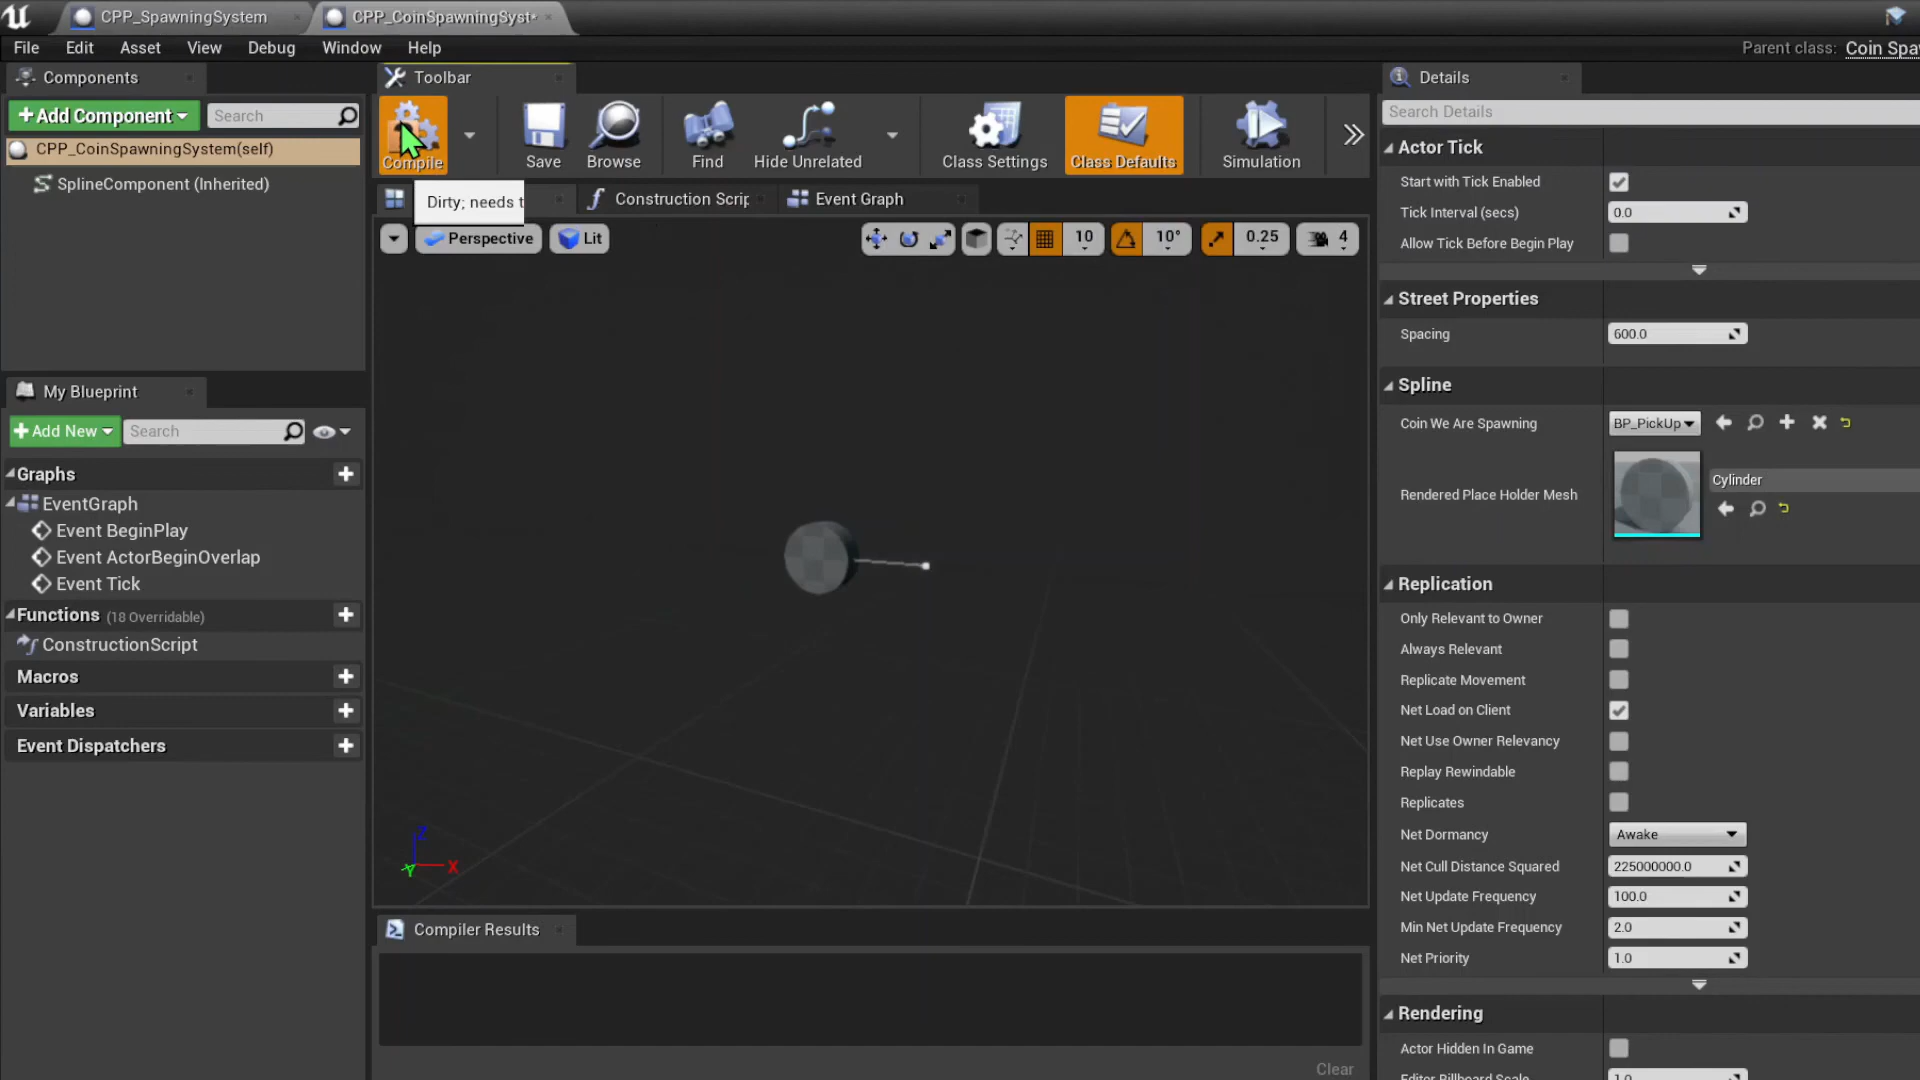 CPP_SpawningSystem
CPP_CoinSpawningSyst*
File Edit Asset View Debug Window Help
Parent class: Coin Spaw
Components
Toolbar
Details
+Add Component
Search
Compile
Save
Browse
Find
Hide Unrelated
Class Settings
Class Defaults
Simulation
Search Details
CPP_CoinSpawningSystem(self)
SplineComponent (Inherited)
Dirty; needs t
Construction Scrip
Event Graph
Perspective
Lit
10
10°
0.25
4
Actor Tick
Start with Tick Enabled
Tick Interval (secs) 0.0
Allow Tick Before Begin Play
Street Properties
Spacing 600.0
Spline
Coin We Are Spawning BP_PickUp
Rendered Place Holder Mesh
Cylinder
Replication
Only Relevant to Owner
Always Relevant
Replicate Movement
Net Load on Client
Net Use Owner Relevancy
Replay Rewindable
Replicates
Net Dormancy Awake
Net Cull Distance Squared 225000000.0
Net Update Frequency 100.0
Min Net Update Frequency 2.0
Net Priority 1.0
Rendering
Actor Hidden In Game
Editor Billboard Scale 1.0
My Blueprint
+Add New
Search
Graphs
EventGraph
Event BeginPlay
Event ActorBeginOverlap
Event Tick
Functions (18 Overridable)
ConstructionScript
Macros
Variables
Event Dispatchers
Z
Y
X
Compiler Results
Clear